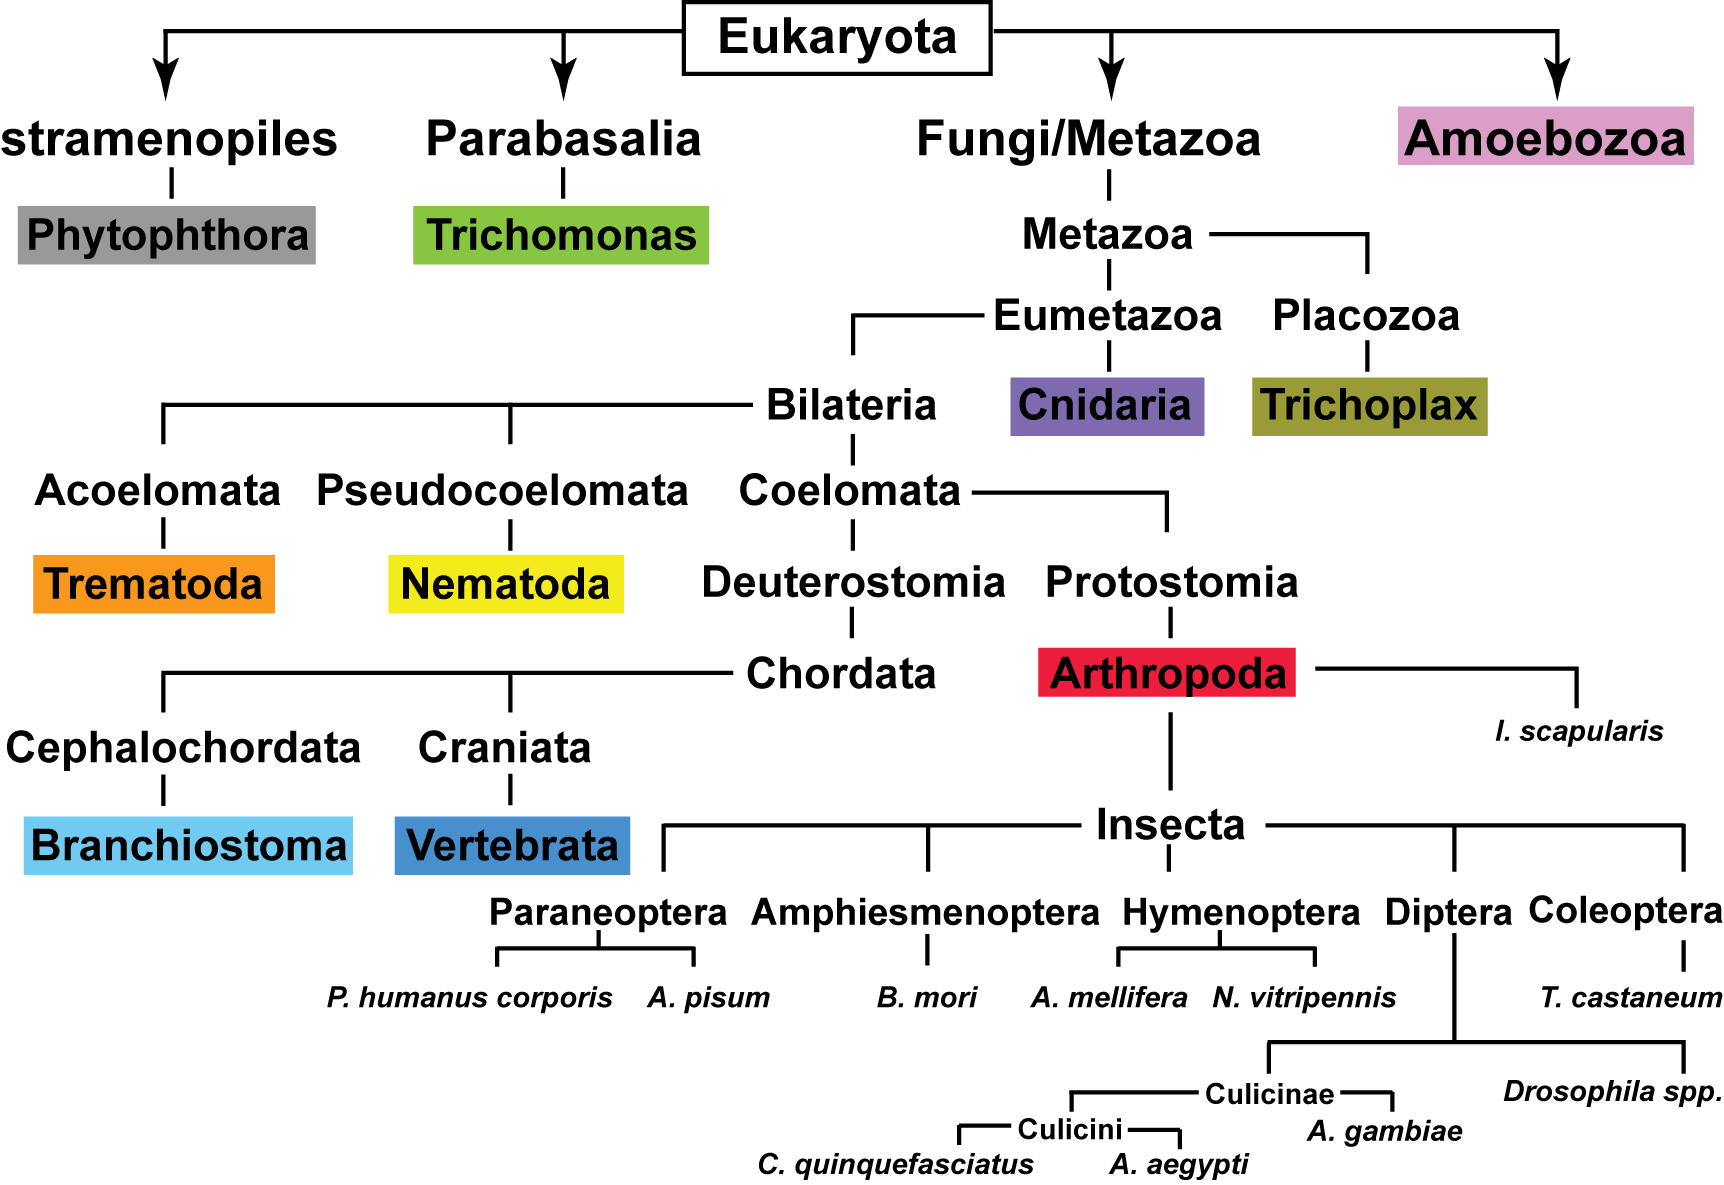 Eukaryota
stramenopiles
Parabasalia
Fungi/Metazoa
Amoebozoa
Phytophthora
Trichomonas
Metazoa
Eumetazoa
Placozoa
Bilateria
Cnidaria
Trichoplax
Acoelomata
Pseudocoelomata
Coelomata
Trematoda
Nematoda
Deuterostomia
Protostomia
Chordata
Arthropoda
I. scapularis
Cephalochordata
Craniata
Insecta
Branchiostoma
Vertebrata
Paraneoptera
Amphiesmenoptera
Hymenoptera
Diptera
Coleoptera
P. humanus corporis
A. pisum
B. mori
A. mellifera
N. vitripennis
T. castaneum
Culicinae
Drosophila spp.
Culicini
A. gambiae
C. quinquefasciatus
A. aegypti